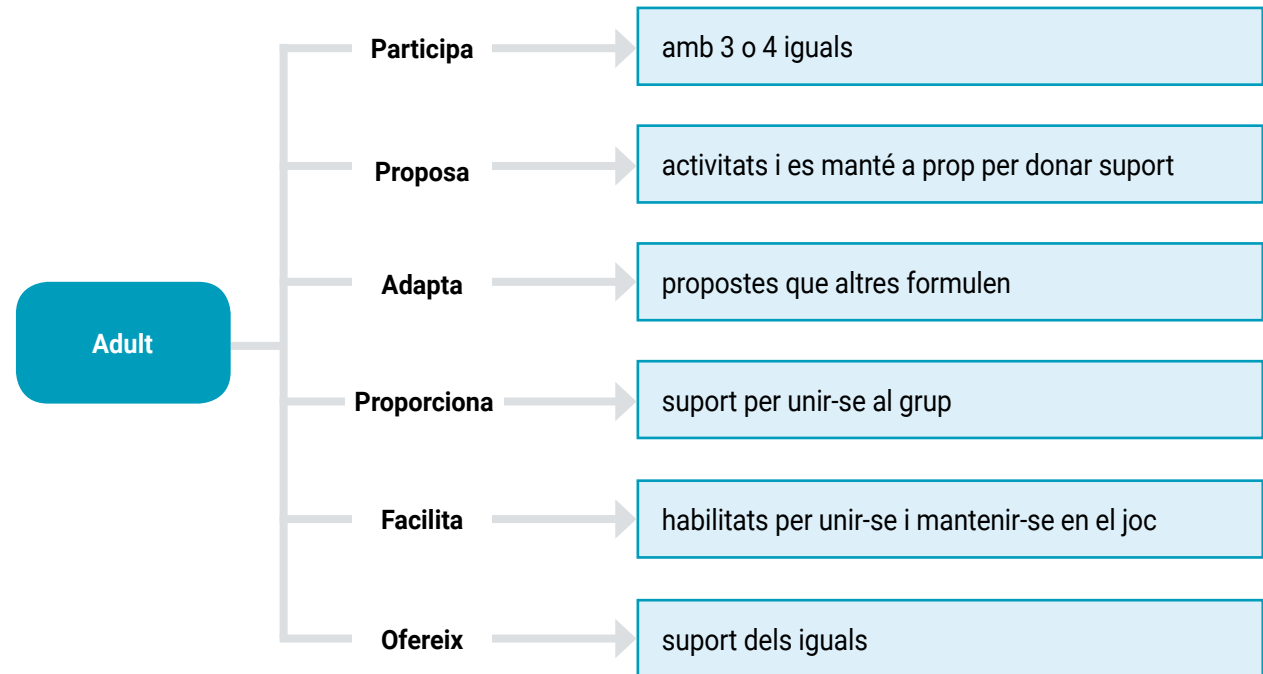 Adult
Participa
amb 3 o 4 iguals
Proposa
activitats i es manté a prop per donar suport
Adapta
propostes que altres formulen
Proporciona
suport per unir-se al grup
Facilita
habilitats per unir-se i mantenir-se en el joc
Ofereix
suport dels iguals